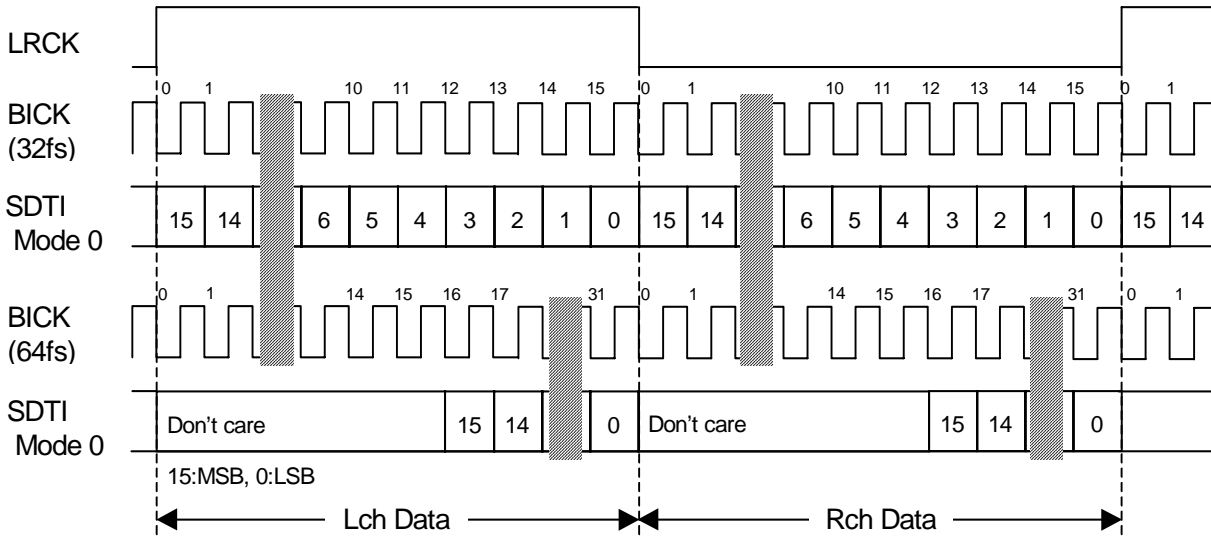 LRCK
0 1 10 11 12 13 14 15 0 1 10 11 12 13 14 15 0 1
BICK
(32fs)
SDTI
Mode 0
15 14 6 5 4 3 2 1 0 15 14 6 5 4 3 2 1 0 15 14
0 1 14 15 16 17 31 0 1 14 15 16 17 31 0 1
BICK
(64fs)
SDTI
Mode 0
Don't care 15 14 0 Don't care 15 14 0
15:MSB, 0:LSB
Lch Data Rch Data